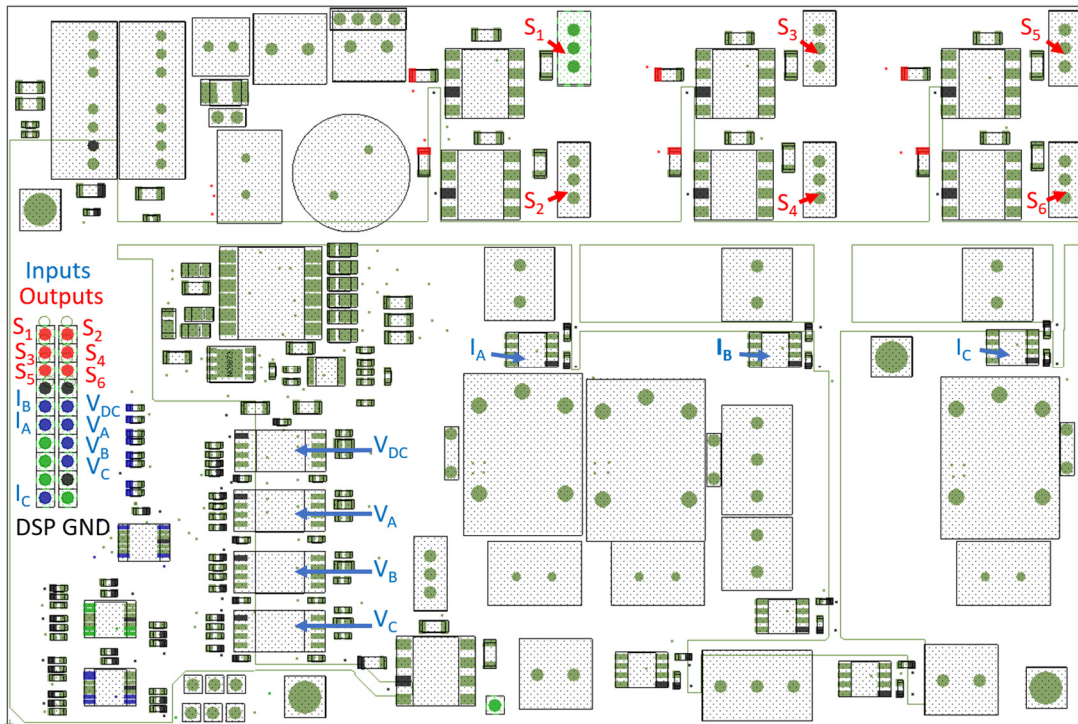 S1
S3
S5
S2
S4
S6
Inputs
Outputs
S1 S2
S3 S4
S5 S6
IB VDC
IA VA
VB
VC
IC
DSP GND
IA
IB
IC
VDC
VA
VB
VC